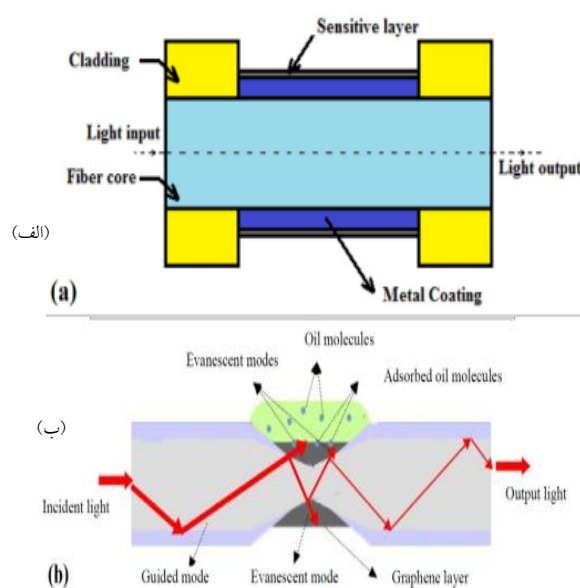 Sensitive layer
Cladding
Light input
Light output
Fiber core
(الف)
(a)
Metal Coating
Oil molecules
Evanescent modes
Adsorbed oil molecules
(ب)
Incident light
Output light
(b)
Guided mode
Evanescent mode
Graphene layer